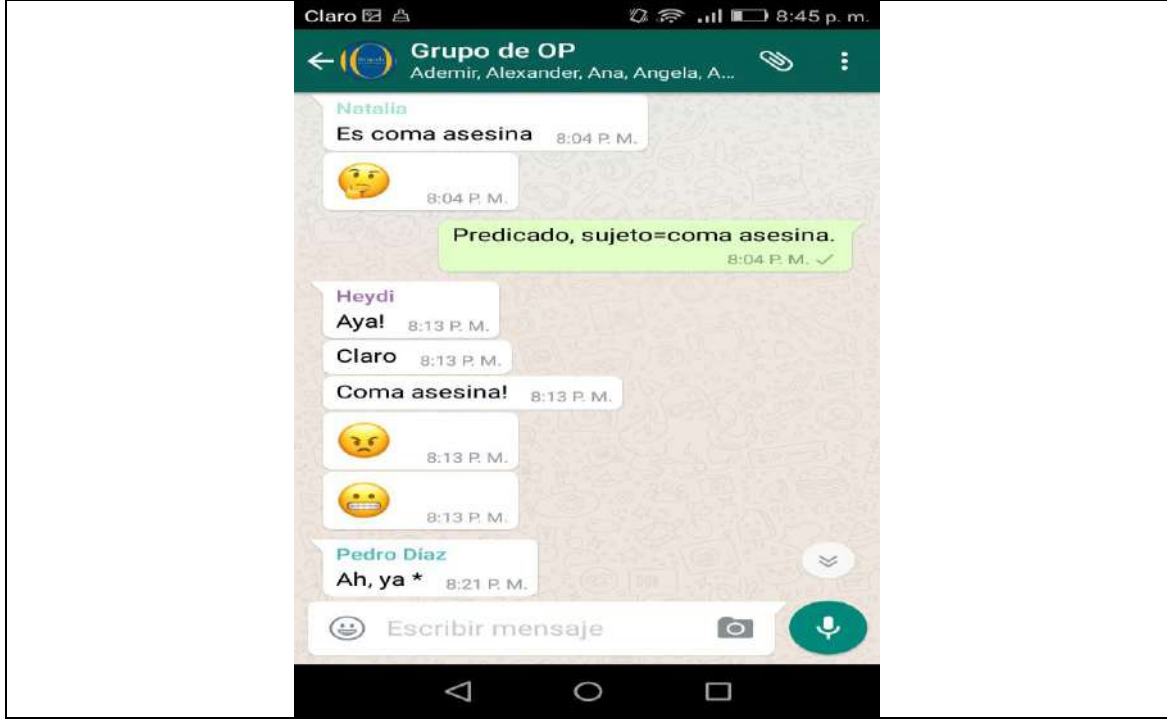 Claro 8:45 p. m.
Grupo de OP
Ademir, Alexander, Ana, Angela, A...
Natalia
Es coma asesina 8:04 P. M.
8:04 P. M.
Predicado, sujeto=coma asesina.
8:04 P. M.
Heydi
Aya! 8:13 P. M.
Claro 8:13 P. M.
Coma asesina! 8:13 P. M.
8:13 P. M.
8:13 P. M.
Pedro Díaz
Ah, ya * 8:21 P. M.
Escribir mensaje